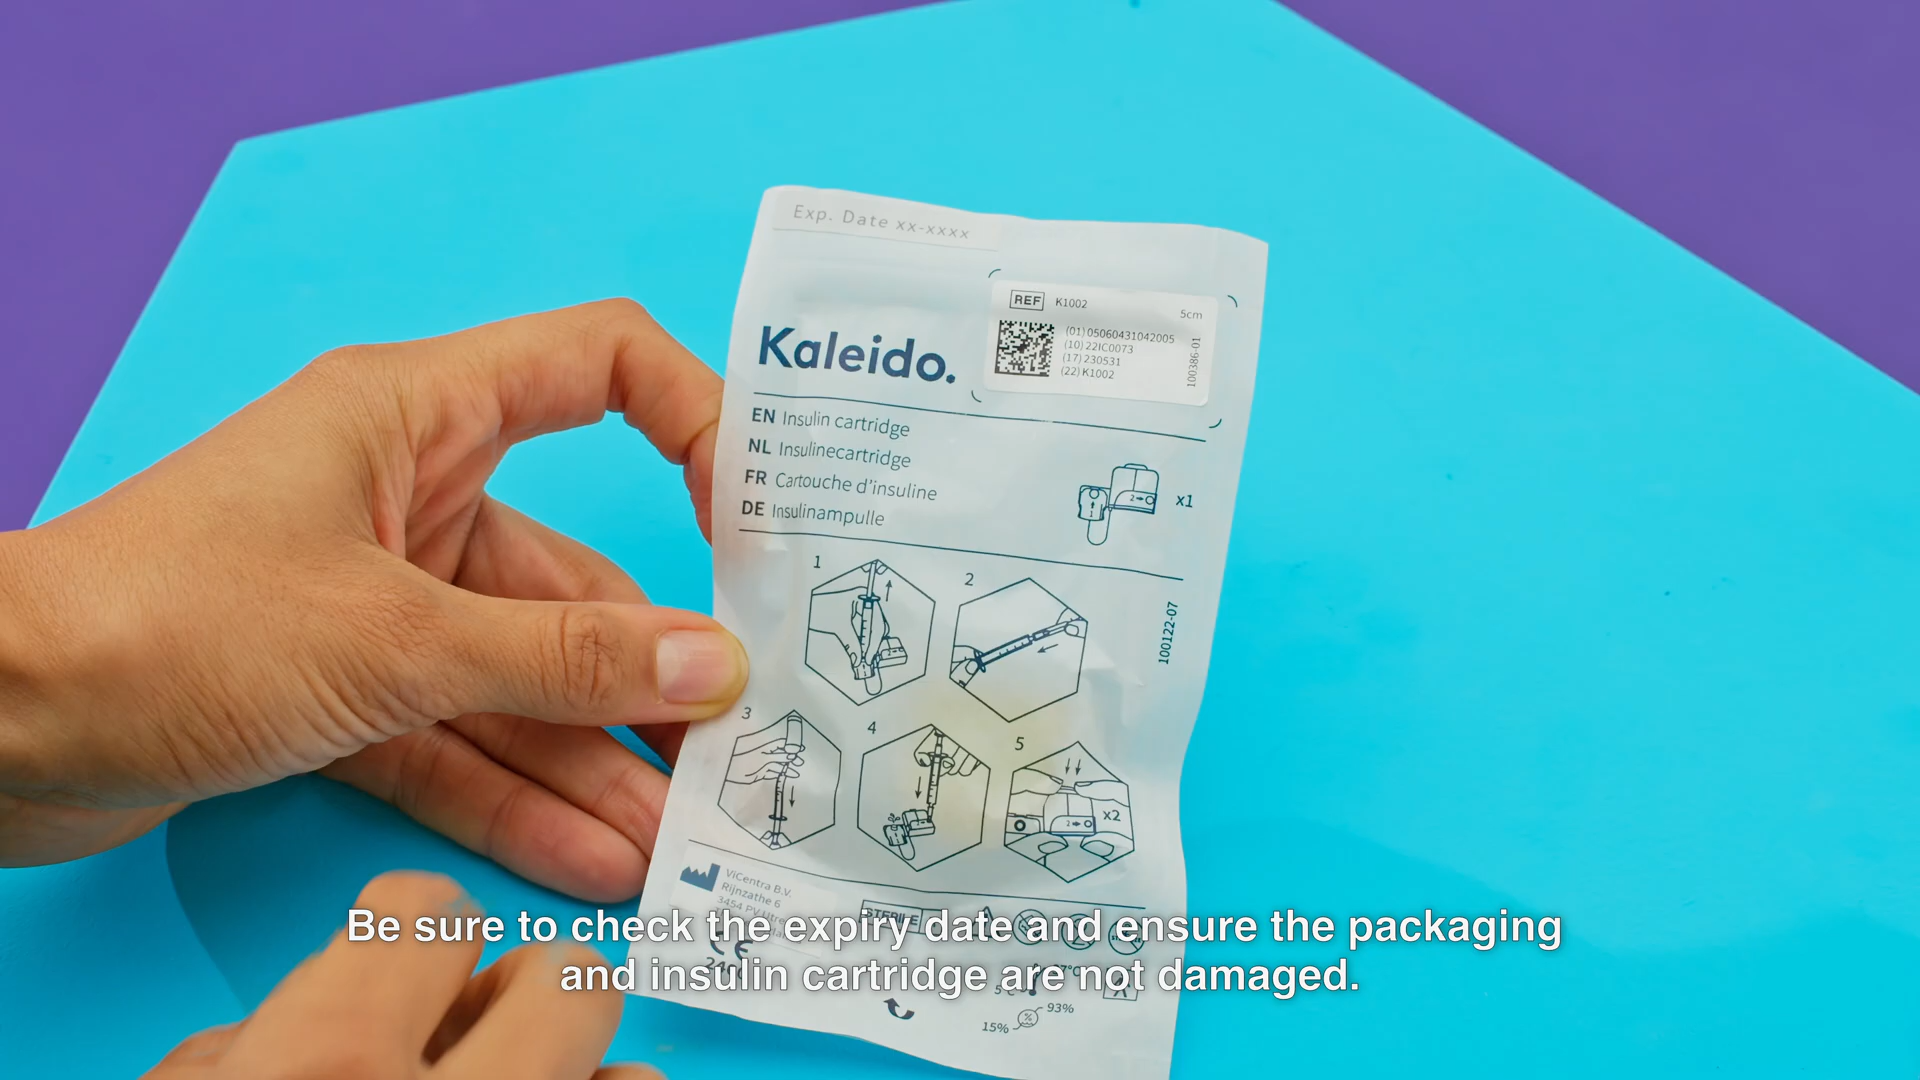 Exp. Date xx-xxxx
REF K1002
5cm
(01) 05060431042005
(10) 22IC0073
(17) 230531
(22) K1002
100386-01
Kaleido.
EN Insulin cartridge
NL Insulinecartridge
FR Cartouche d'insuline
DE Insulinampulle
x1
1
2
100122-07
3
4
5
x2
ViCentra B.V.
Rijnzathe 6
3454 PV
STERILE
Be sure to check the expiry date and ensure the packaging
and insulin cartridge are not damaged.
93%
15%